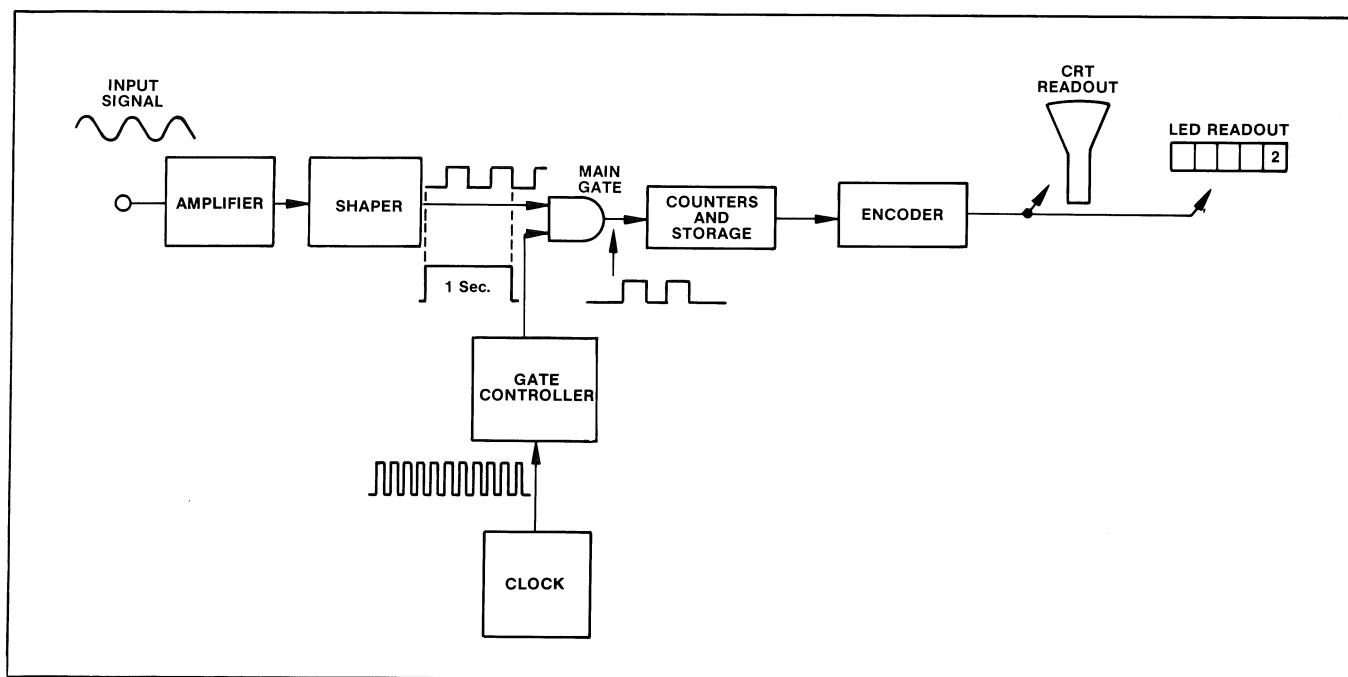 INPUT
SIGNAL
CRT
READOUT
LED READOUT
2
MAIN
GATE
AMPLIFIER
SHAPER
COUNTERS
AND
STORAGE
ENCODER
1 Sec.
GATE
CONTROLLER
CLOCK